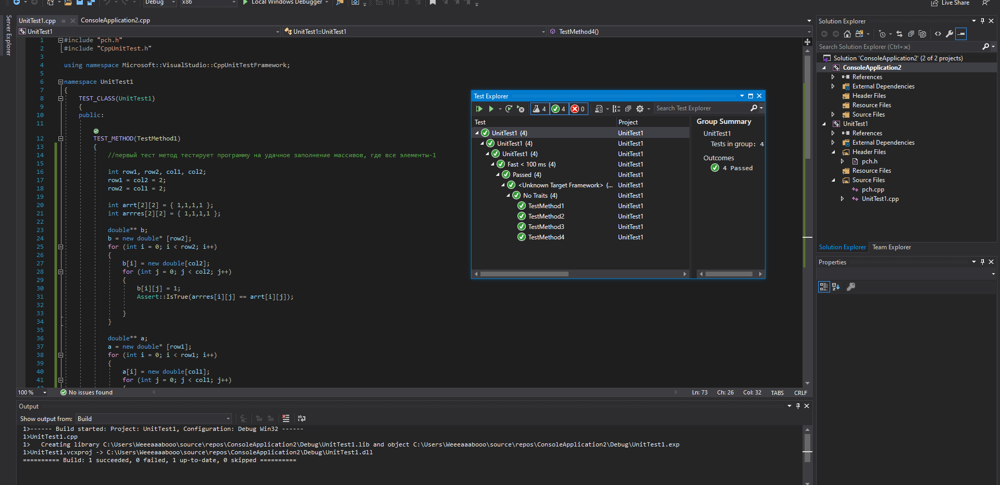 Debug
x86
Local Windows Debugger
Live Share
Server Explorer
UnitTest1.cpp
ConsoleApplication2.cpp
UnitTest1
UnitTest1::UnitTest1
TestMethod4()
1 #include "pch.h"
2 #include "CppUnitTest.h"
3
4 using namespace Microsoft::VisualStudio::CppUnitTestFramework;
5
6 namespace UnitTest1
7 {
8 TEST_CLASS(UnitTest1)
9 {
10 public:
11
12 TEST_METHOD(TestMethod1)
13 {
14 //первый тест метод тестирует программу на удачное заполнение массивов, где все элементы-1
15
16 int row1, row2, col1, col2;
17 row1 = col2 = 2;
18 row2 = col1 = 2;
19
20 int arrt[2][2] = { 1,1,1,1 };
21 int arrres[2][2] = { 1,1,1,1 };
22
23 double** b;
24 b = new double* [row2];
25 for (int i = 0; i < row2; i++)
26 {
27 b[i] = new double[col2];
28 for (int j = 0; j < col2; j++)
29 {
30 b[i][j] = 1;
31 Assert::IsTrue(arrres[i][j] == arrt[i][j]);
32
33 }
34 }
35
36 double** a;
37 a = new double* [row1];
38 for (int i = 0; i < row1; i++)
39 {
40 a[i] = new double[col1];
41 for (int j = 0; j < col1; j++)
100 %
No issues found
Ln: 73 Ch: 26 Col: 32 TABS CRLF
Test Explorer
4 4 0
Search Test Explorer
Test Project
UnitTest1 (4) UnitTest1
UnitTest1 (4) UnitTest1
UnitTest1 (4) UnitTest1
Fast < 100 ms (4) UnitTest1
Passed (4) UnitTest1
<Unknown Target Framework> (... UnitTest1
No Traits (4) UnitTest1
TestMethod1 UnitTest1
TestMethod2 UnitTest1
TestMethod3 UnitTest1
TestMethod4 UnitTest1
Group Summary
UnitTest1
Tests in group: 4
Outcomes
4 Passed
Solution Explorer
Search Solution Explorer (Ctrl+ж)
Solution 'ConsoleApplication2' (2 of 2 projects)
ConsoleApplication2
References
External Dependencies
Header Files
Resource Files
Source Files
UnitTest1
References
External Dependencies
Header Files
pch.h
Resource Files
Source Files
pch.cpp
UnitTest1.cpp
Solution Explorer Team Explorer
Properties
Output
Show output from: Build
1>------ Build started: Project: UnitTest1, Configuration: Debug Win32 ------
1>UnitTest1.cpp
1> Creating library C:\Users\Weeeaaabooo\source\repos\ConsoleApplication2\Debug\UnitTest1.lib and object C:\Users\Weeeaaabooo\source\repos\ConsoleApplication2\Debug\UnitTest1.exp
1>UnitTest1.vcxproj -> C:\Users\Weeeaaabooo\source\repos\ConsoleApplication2\Debug\UnitTest1.dll
========== Build: 1 succeeded, 0 failed, 1 up-to-date, 0 skipped ==========